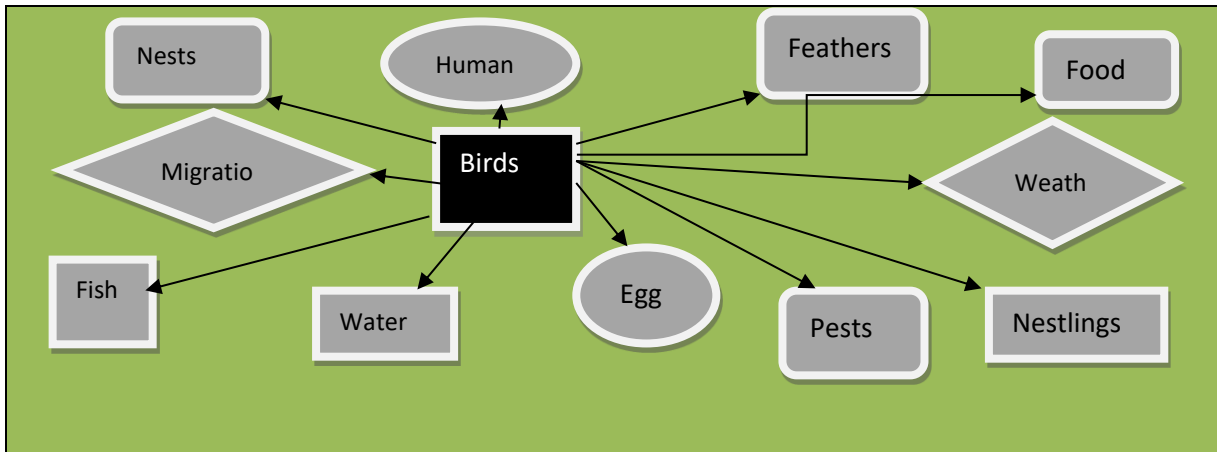 Nests
Human
Feathers
Food
Migratio
Birds
Weath
Fish
Water
Egg
Pests
Nestlings